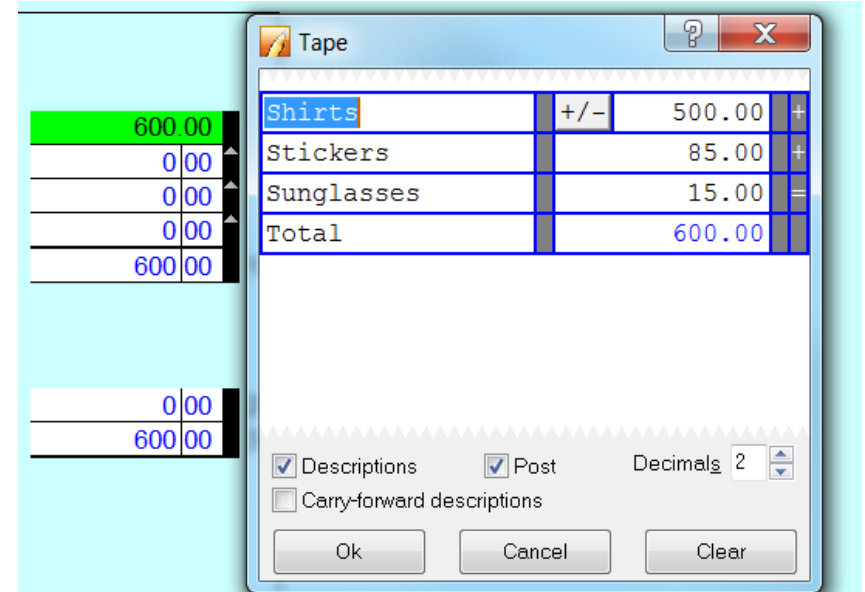 Tape
? X
600.00
0 00
0 00
0 00
600 00
0 00
600 00
Shirts +/- 500.00 +
Stickers 85.00 +
Sunglasses 15.00 =
Total 600.00
Descriptions Post Decimals 2
Carry-forward descriptions
Ok Cancel Clear